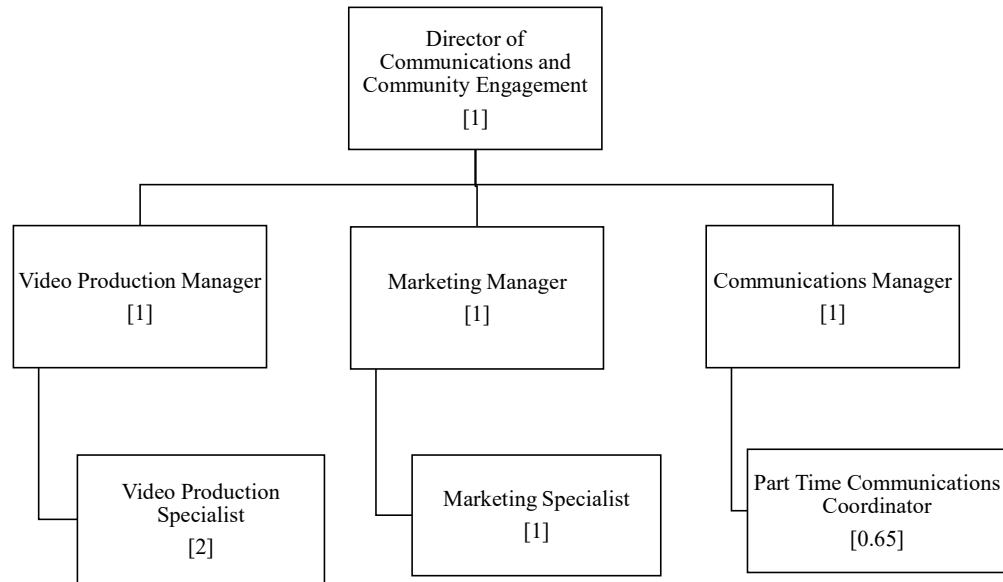 Director of
Communications and
Community Engagement
[1]
Video Production Manager
[1]
Marketing Manager
[1]
Communications Manager
[1]
Video Production
Specialist
[2]
Marketing Specialist
[1]
Part Time Communications
Coordinator
[0.65]